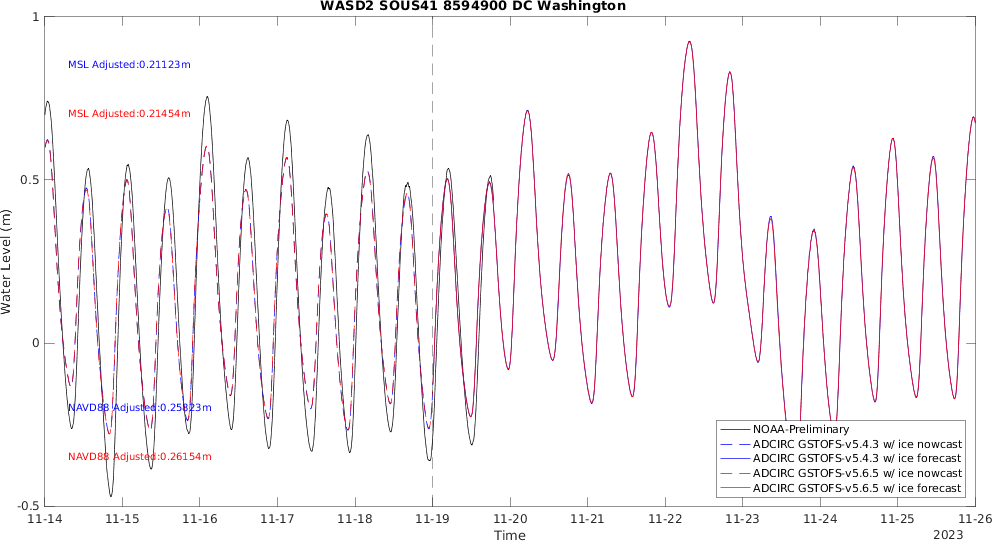 WASD2 SOUS41 8594900 DC Washington
1
0.5
0
-0.5
Water Level (m)
MSL Adjusted:0.21123m
MSL Adjusted:0.21454m
NAVD88 Adjusted:0.25823m
NAVD88 Adjusted:0.26154m
NOAA-Preliminary
ADCIRC GSTOFS-v5.4.3 w/ ice nowcast
ADCIRC GSTOFS-v5.4.3 w/ ice forecast
ADCIRC GSTOFS-v5.6.5 w/ ice nowcast
ADCIRC GSTOFS-v5.6.5 w/ ice forecast
11-14 11-15 11-16 11-17 11-18 11-19 11-20 11-21 11-22 11-23 11-24 11-25 11-26
Time
2023